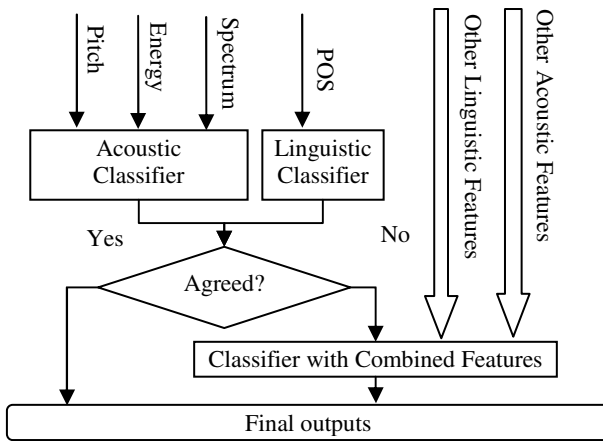 Pitch
Energy
Spectrum
POS
Other Linguistic Features
Other Acoustic Features
Acoustic
Classifier
Linguistic
Classifier
Yes
No
Agreed?
Classifier with Combined Features
Final outputs